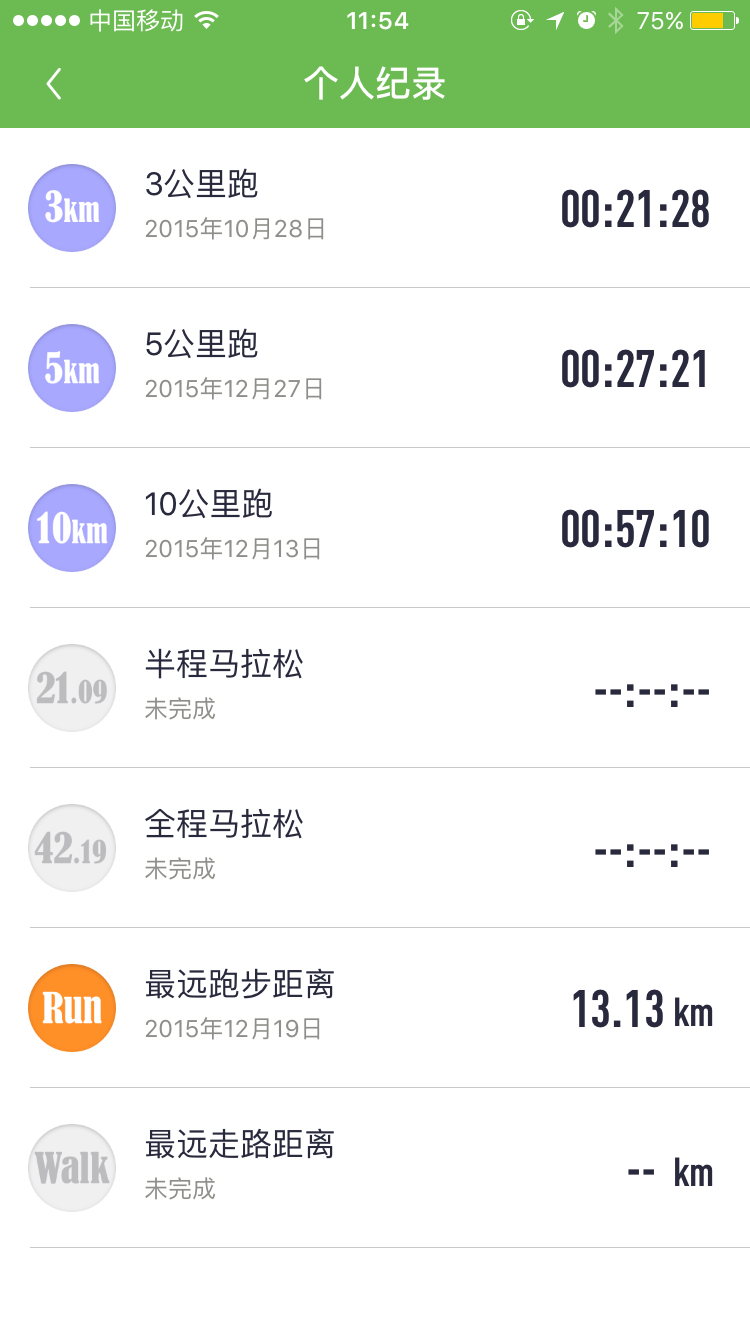 中国移动 11:54 75%
个人纪录
3km
3公里跑
2015年10月28日
00:21:28
5km
5公里跑
2015年12月27日
00:27:21
10km
10公里跑
2015年12月13日
00:57:10
21.09
半程马拉松
未完成
--:--:--
42.19
全程马拉松
未完成
--:--:--
Run
最远跑步距离
2015年12月19日
13.13 km
Walk
最远走路距离
未完成
-- km